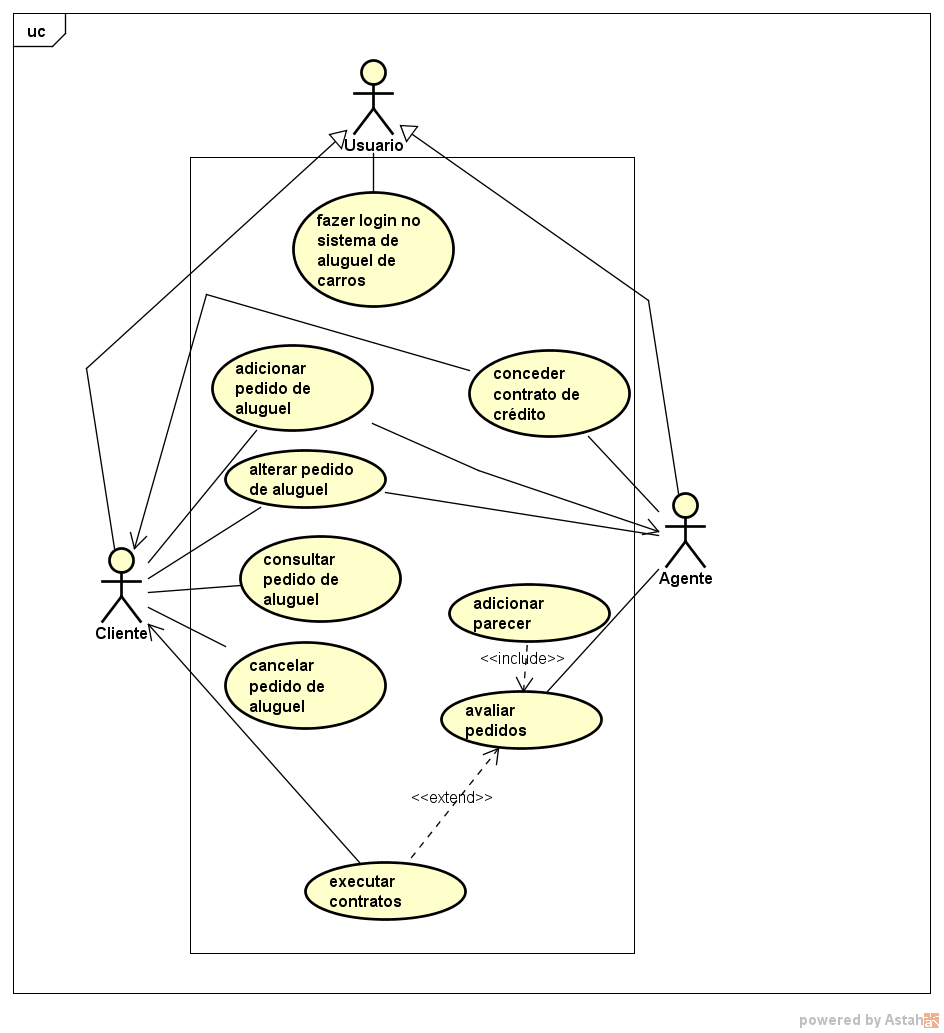 uc
Usuario
fazer login no
sistema de
aluguel de
carros
adicionar
pedido de
aluguel
conceder
contrato de
crédito
alterar pedido
de aluguel
consultar
pedido de
aluguel
Agente
adicionar
parecer
Cliente
<<include>>
cancelar
pedido de
aluguel
avaliar
pedidos
<<extend>>
executar
contratos
powered by Astah